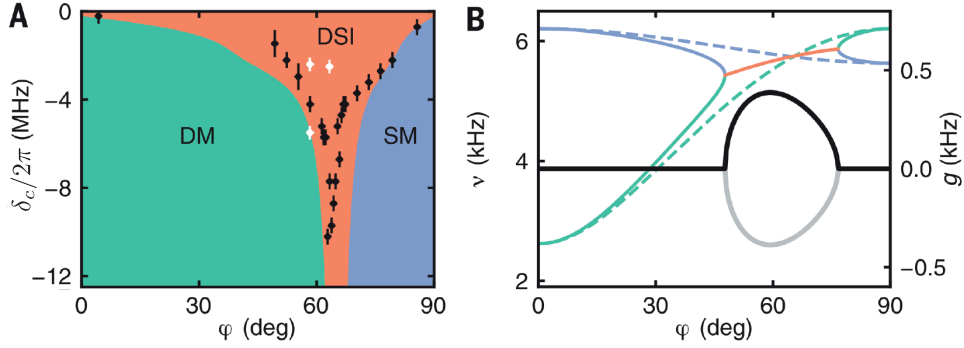 A
0
−4
−8
−12
δc/2π (MHz)
DSI
DM
SM
0 30 60 90
φ (deg)
B
6
4
2
ν (kHz)
0.5
0.0
−0.5
g (kHz)
0 30 60 90
φ (deg)